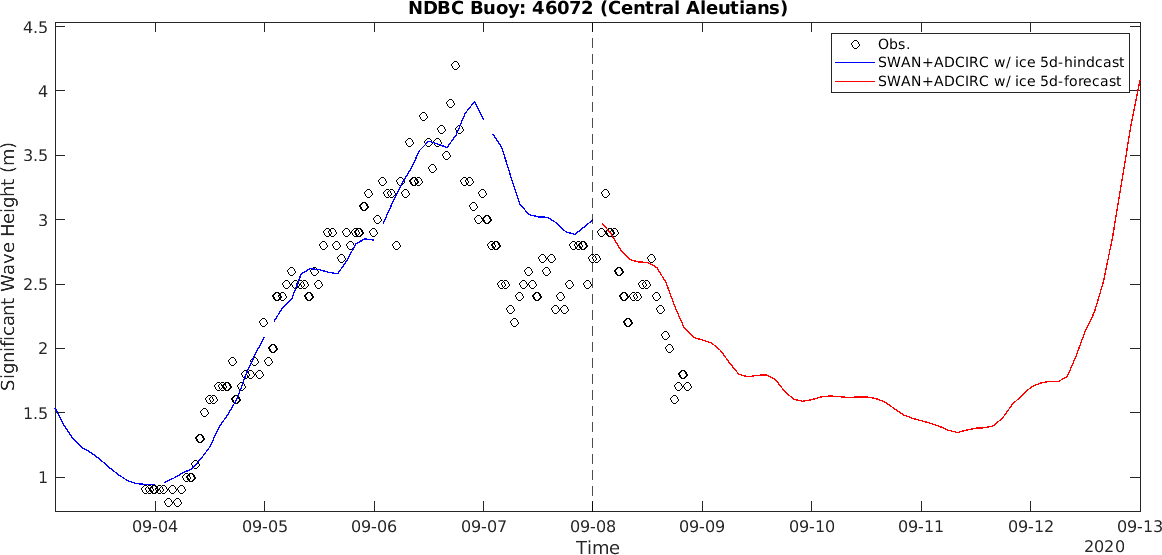 NDBC Buoy: 46072 (Central Aleutians)
Obs.
SWAN+ADCIRC w/ ice 5d-hindcast
SWAN+ADCIRC w/ ice 5d-forecast
Significant Wave Height (m)
4.5
4
3.5
3
2.5
2
1.5
1
09-04 09-05 09-06 09-07 09-08 09-09 09-10 09-11 09-12 09-13
Time
2020